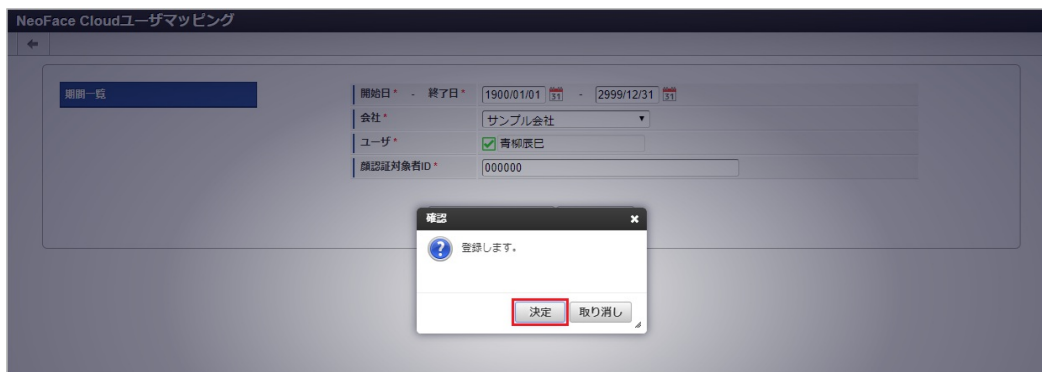 NeoFace Cloudユーザマッピング
期間一覧
開始日* - 終了日* 1900/01/01 31 - 2999/12/31 31
会社* サンプル会社
ユーザ* 青柳辰巳
顔認証対象者ID* 000000
確認
登録します。
決定 取り消し